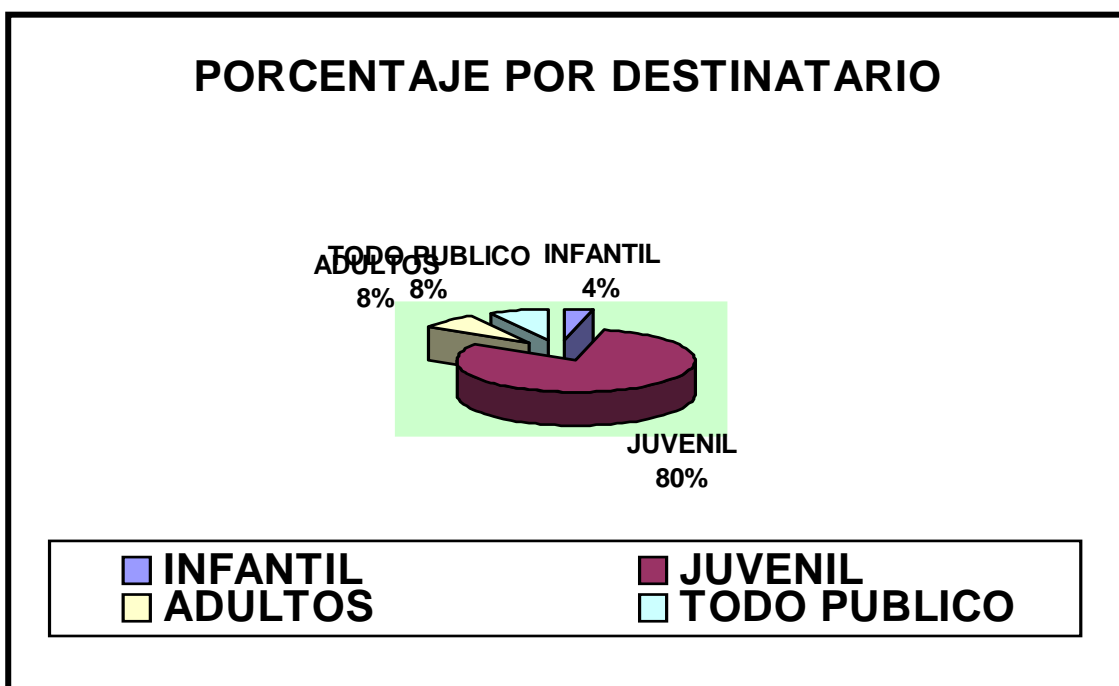 PORCENTAJE POR DESTINATARIO
TODO PUBLICO
8%
INFANTIL
4%
ADULTOS
8%
JUVENIL
80%
INFANTIL
JUVENIL
ADULTOS
TODO PUBLICO